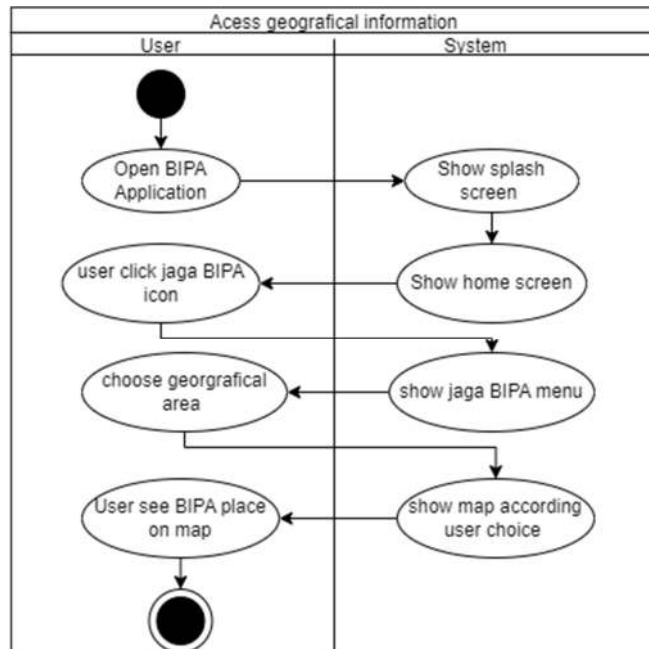 Acess geografical information
User
System
Open BIPA
Application
Show splash
screen
user click jaga BIPA
icon
Show home screen
choose georgrafical
area
show jaga BIPA menu
User see BIPA place
on map
show map according
user choice